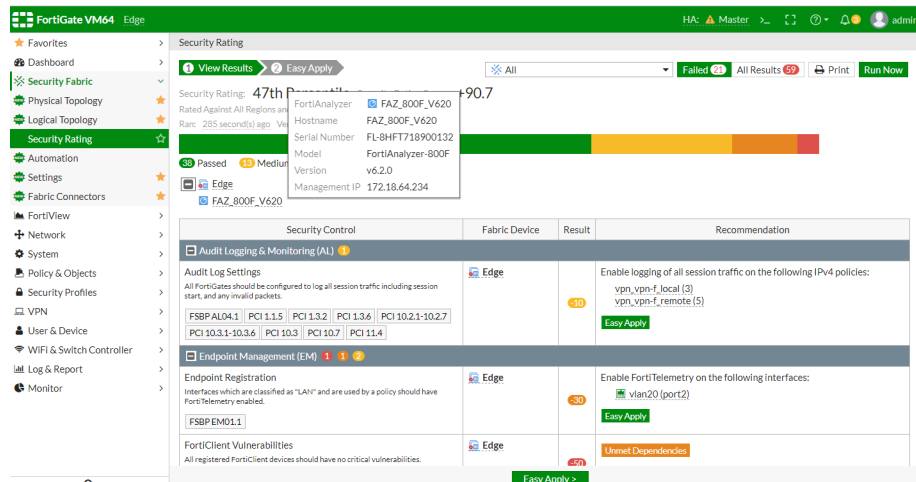 FortiGate VM64 Edge
HA: Master >_ admin
Favorites
Dashboard
Security Fabric
Physical Topology
Logical Topology
Security Rating
Automation
Settings
Fabric Connectors
FortiView
Network
System
Policy & Objects
Security Profiles
VPN
User & Device
WiFi & Switch Controller
Log & Report
Monitor
Security Rating
1 View Results 2 Easy Apply
All
Failed 21 All Results 59 Print Run Now
Security Rating: 47th +90.7
Rated Against All Regions
Ran: 285 second(s) ago
FortiAnalyzer FAZ_800F_V620
Hostname FAZ_800F_V620
Serial Number FL-8HFT718900132
Model FortiAnalyzer-800F
Version v6.2.0
Management IP 172.18.64.234
38 Passed 13 Medium
Edge
FAZ_800F_V620
Security Control Fabric Device Result Recommendation
Audit Logging & Monitoring (AL) 1
Audit Log Settings
All FortiGates should be configured to log all session traffic including session
start, and any invalid packets.
FSBP AL04.1 PCI 1.1.5 PCI 1.3.2 PCI 1.3.6 PCI 10.2.1-10.2.7
PCI 10.3.1-10.3.6 PCI 10.3 PCI 10.7 PCI 11.4
Edge
-10
Enable logging of all session traffic on the following IPv4 policies:
vpn_vpn-f_local (3)
vpn_vpn-f_remote (5)
Easy Apply
Endpoint Management (EM) 1 1 2
Endpoint Registration
Interfaces which are classified as "LAN" and are used by a policy should have
FortiTelemetry enabled.
FSBP EM01.1
Edge
-30
Enable FortiTelemetry on the following interfaces:
vlan20 (port2)
Easy Apply
FortiClient Vulnerabilities
All registered FortiClient devices should have no critical vulnerabilities.
Edge
-50
Unmet Dependencies
Easy Apply >